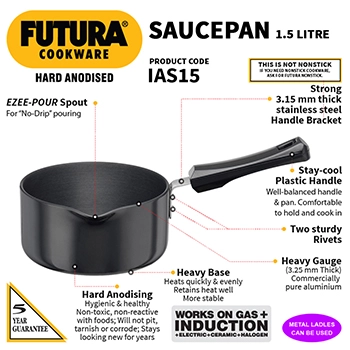 FUTURA®
COOKWARE
HARD ANODISED
SAUCEPAN 1.5 LITRE
PRODUCT CODE
IAS15
THIS IS NOT NONSTICK
IF YOU NEED NONSTICK COOKWARE,
ASK FOR FUTURA NONSTICK.
EZEE-POUR Spout
For "No-Drip" pouring
Strong
3.15 mm thick
stainless steel
Handle Bracket
Stay-cool
Plastic Handle
Well-balanced handle
& pan. Comfortable
to hold and cook in
Two sturdy
Rivets
Heavy Gauge
(3.25 mm Thick)
Commercially
pure aluminium
Heavy Base
Heats quickly & evenly
Retains heat well
More stable
Hard Anodising
Hygienic & healthy
Non-toxic, non-reactive
with foods; Will not pit,
tarnish or corrode; Stays
looking new for years
5
YEAR
GUARANTEE
WORKS ON GAS +
INDUCTION
+ELECTRIC+CERAMIC+HALOGEN
METAL LADLES
CAN BE USED